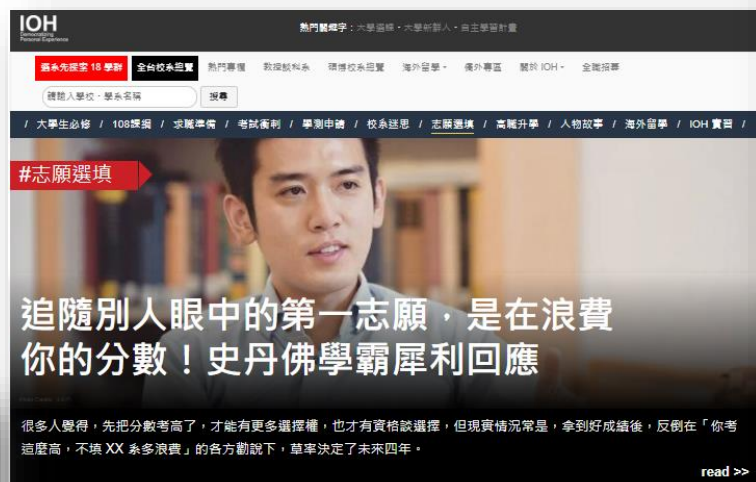 IOH
Democratizing
Personal Experience
熱門關鍵字：大學選課・大學新鮮人・自主學習計畫
選系先探索 18 學群 全台校系總覽 熱門專欄 教授談科系 碩博校系總覽 海外留學 僑外專區 關於 IOH 全職招募
請輸入學校、學系名稱 搜尋
/ 大學生必修 / 108課綱 / 求職準備 / 考試衝刺 / 學測申請 / 校系迷思 / 志願選填 / 高職升學 / 人物故事 / 海外留學 / IOH 實習 /
#志願選填
追隨別人眼中的第一志願，是在浪費
你的分數！史丹佛學霸犀利回應
很多人覺得，先把分數考高了，才能有更多選擇權，也才有資格談選擇，但現實情況常是，拿到好成績後，反倒在「你考
這麼高，不填 XX 系多浪費」的各方勸說下，草率決定了未來四年。
read >>